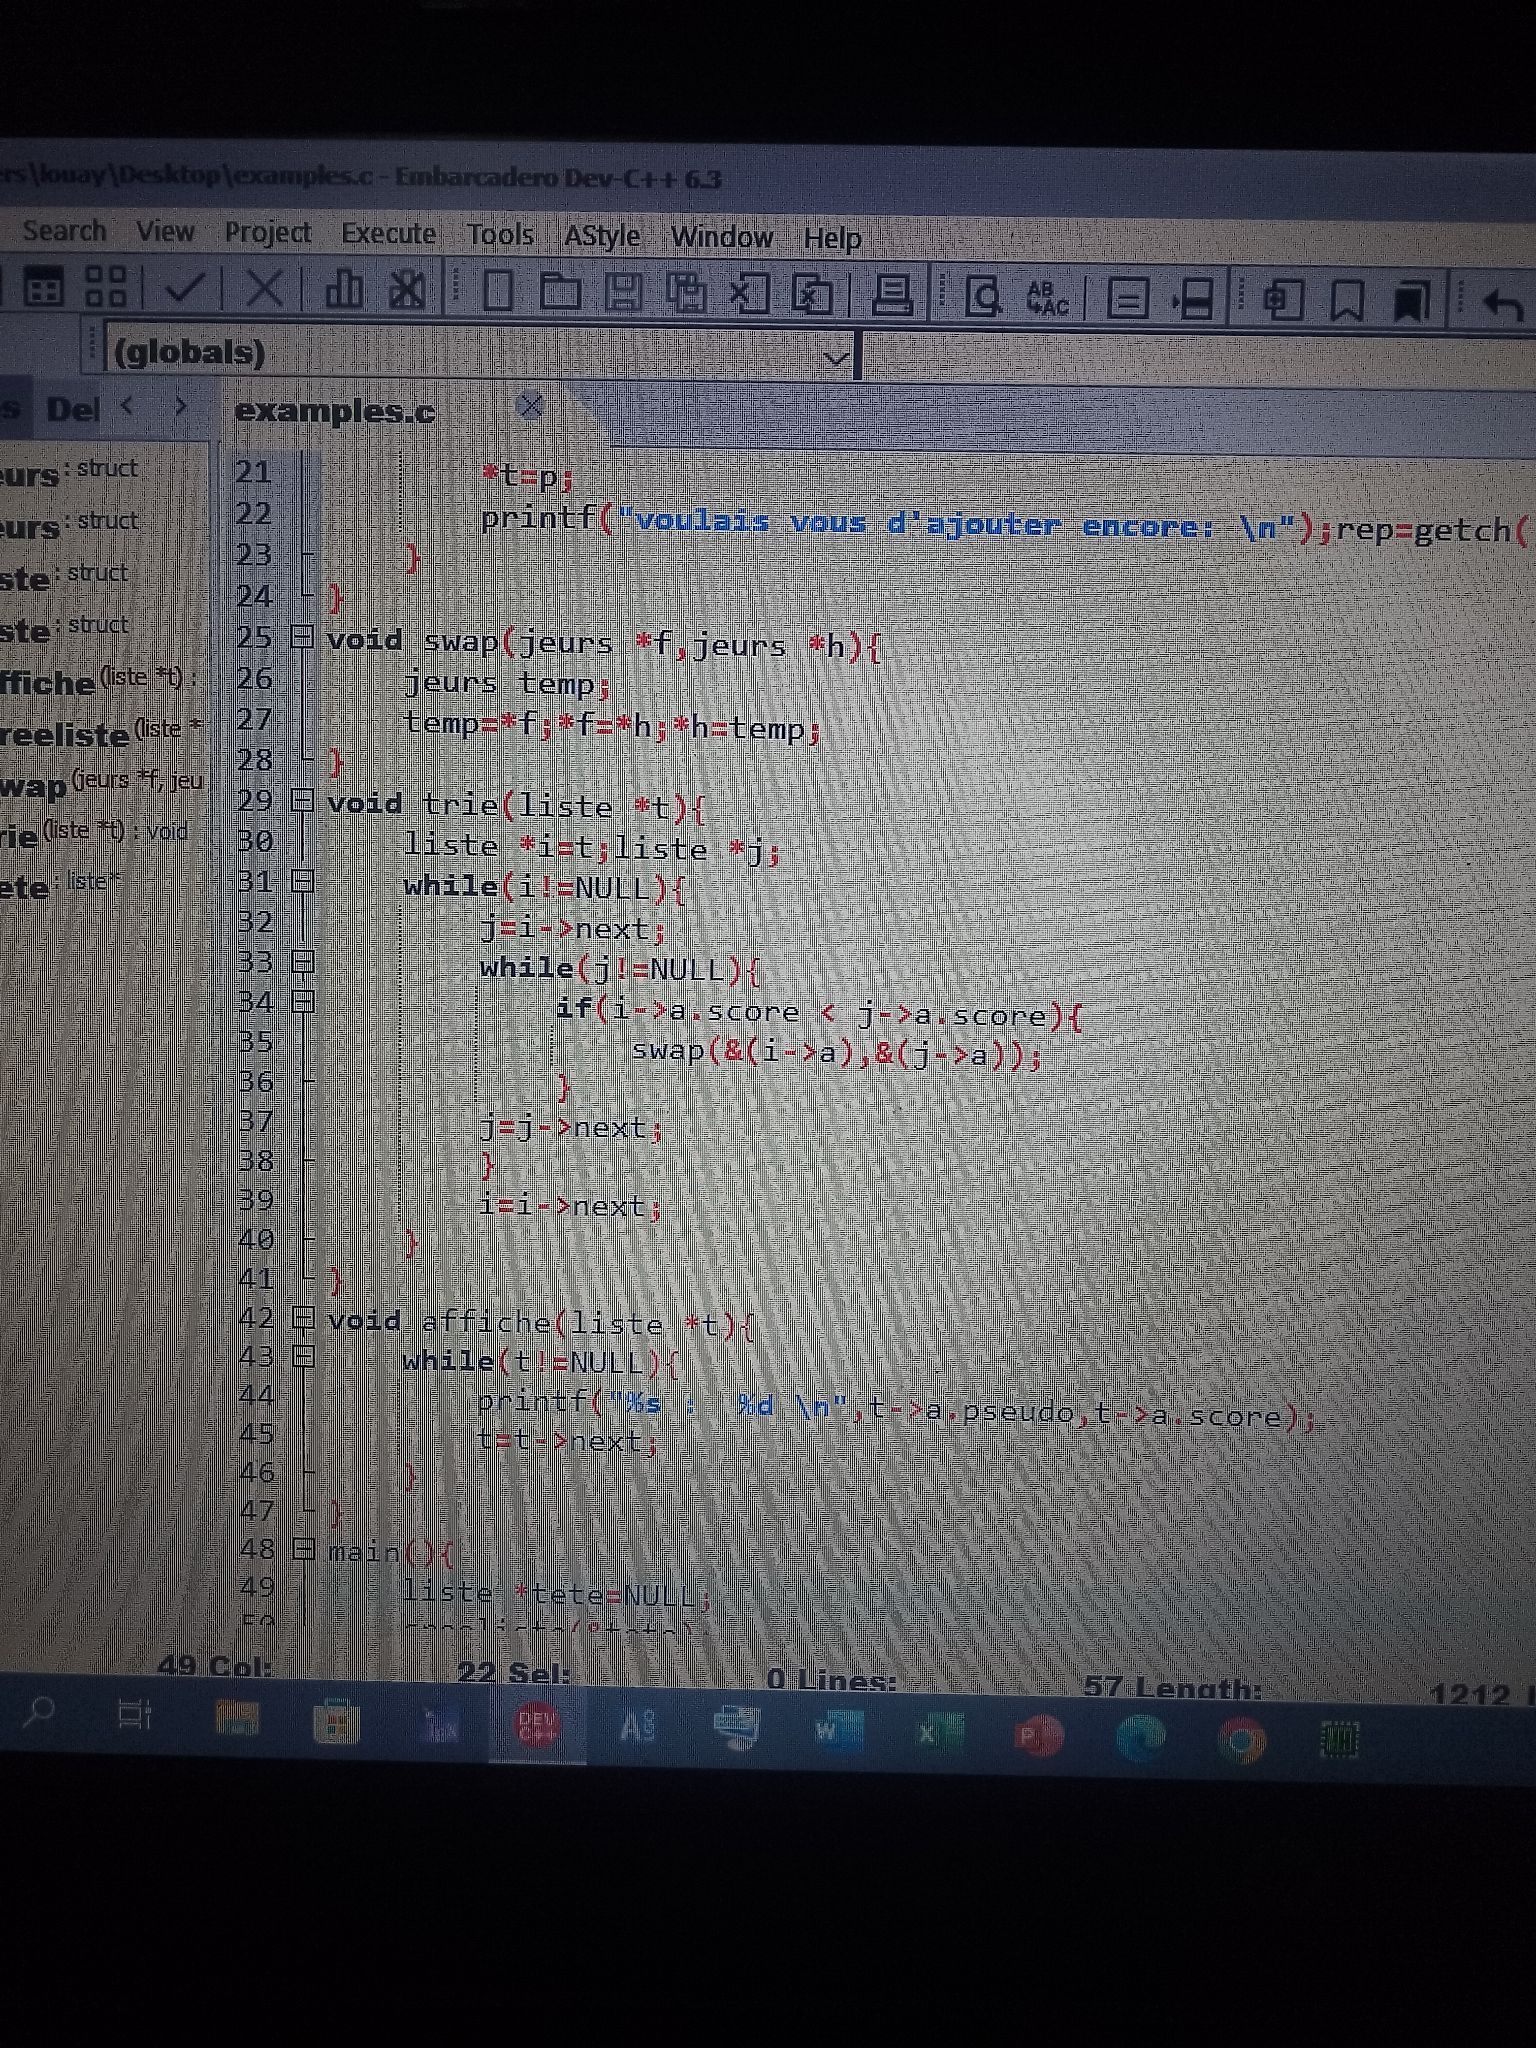 rs\louay\Desktop\examples.c - Embarcadero Dev-C++ 6.3
Search View Project Execute Tools AStyle Window Help
(globals)
s Del < >
examples.c
eurs : struct
eurs : struct
ste : struct
ste : struct
ffiche (liste *t) :
reeliste (liste *
wap (jeurs *f, jeu
rie (liste *t) : void
ete : liste*
21 *t=p;
22 printf("voulais vous d'ajouter encore: \n");rep=getch(
23 }
24 }
25 void swap(jeurs *f,jeurs *h){
26 jeurs temp;
27 temp=*f;*f=*h;*h=temp;
28 }
29 void trie(liste *t){
30 liste *i=t;liste *j;
31 while(i!=NULL){
32 j=i->next;
33 while(j!=NULL){
34 if(i->a.score < j->a.score){
35 swap(&(i->a),&(j->a));
36 }
37 j=j->next;
38 }
39 i=i->next;
40 }
41 }
42 void affiche(liste *t){
43 while(t!=NULL){
44 printf("%s : %d \n",t->a.pseudo,t->a.score);
45 t=t->next;
46 }
47 }
48 main(){
49 liste *tete=NULL;
50
49 Col: 22 Sel: 0 Lines: 57 Length: 1212